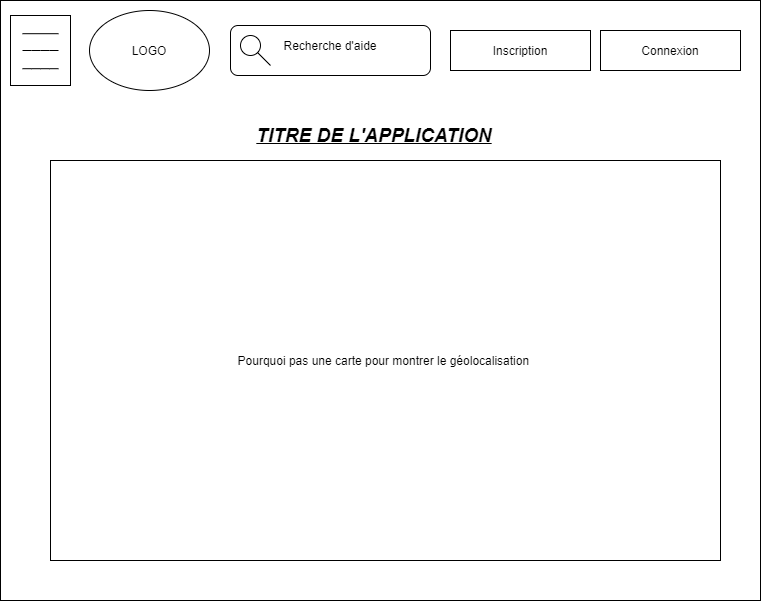 LOGO
Recherche d'aide
Inscription
Connexion
TITRE DE L'APPLICATION
Pourquoi pas une carte pour montrer le géolocalisation